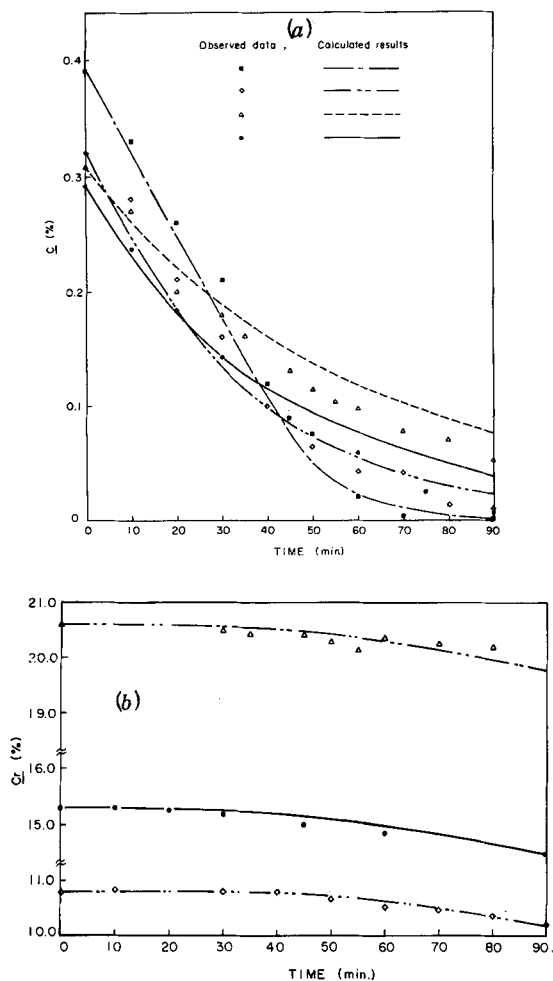 (a)
Observed data , Calculated results
0.4
0.3
0.2
0.1
0
C (%)
0 10 20 30 40 50 60 70 80 90
TIME (min.)
21.0
20.0
19.0
(b)
16.0
15.0
11.0
10.0
Cr (%)
0 10 20 30 40 50 60 70 80 90.
TIME (min.)